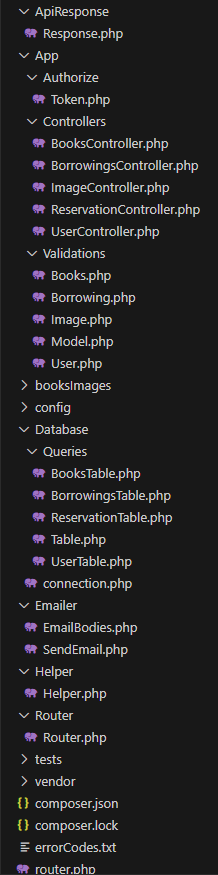 ApiResponse
Response.php
App
Authorize
Token.php
Controllers
BooksController.php
BorrowingsController.php
ImageController.php
ReservationController.php
UserController.php
Validations
Books.php
Borrowing.php
Image.php
Model.php
User.php
booksImages
config
Database
Queries
BooksTable.php
BorrowingsTable.php
ReservationTable.php
Table.php
UserTable.php
connection.php
Emailer
EmailBodies.php
SendEmail.php
Helper
Helper.php
Router
Router.php
tests
vendor
composer.json
composer.lock
errorCodes.txt
router.php